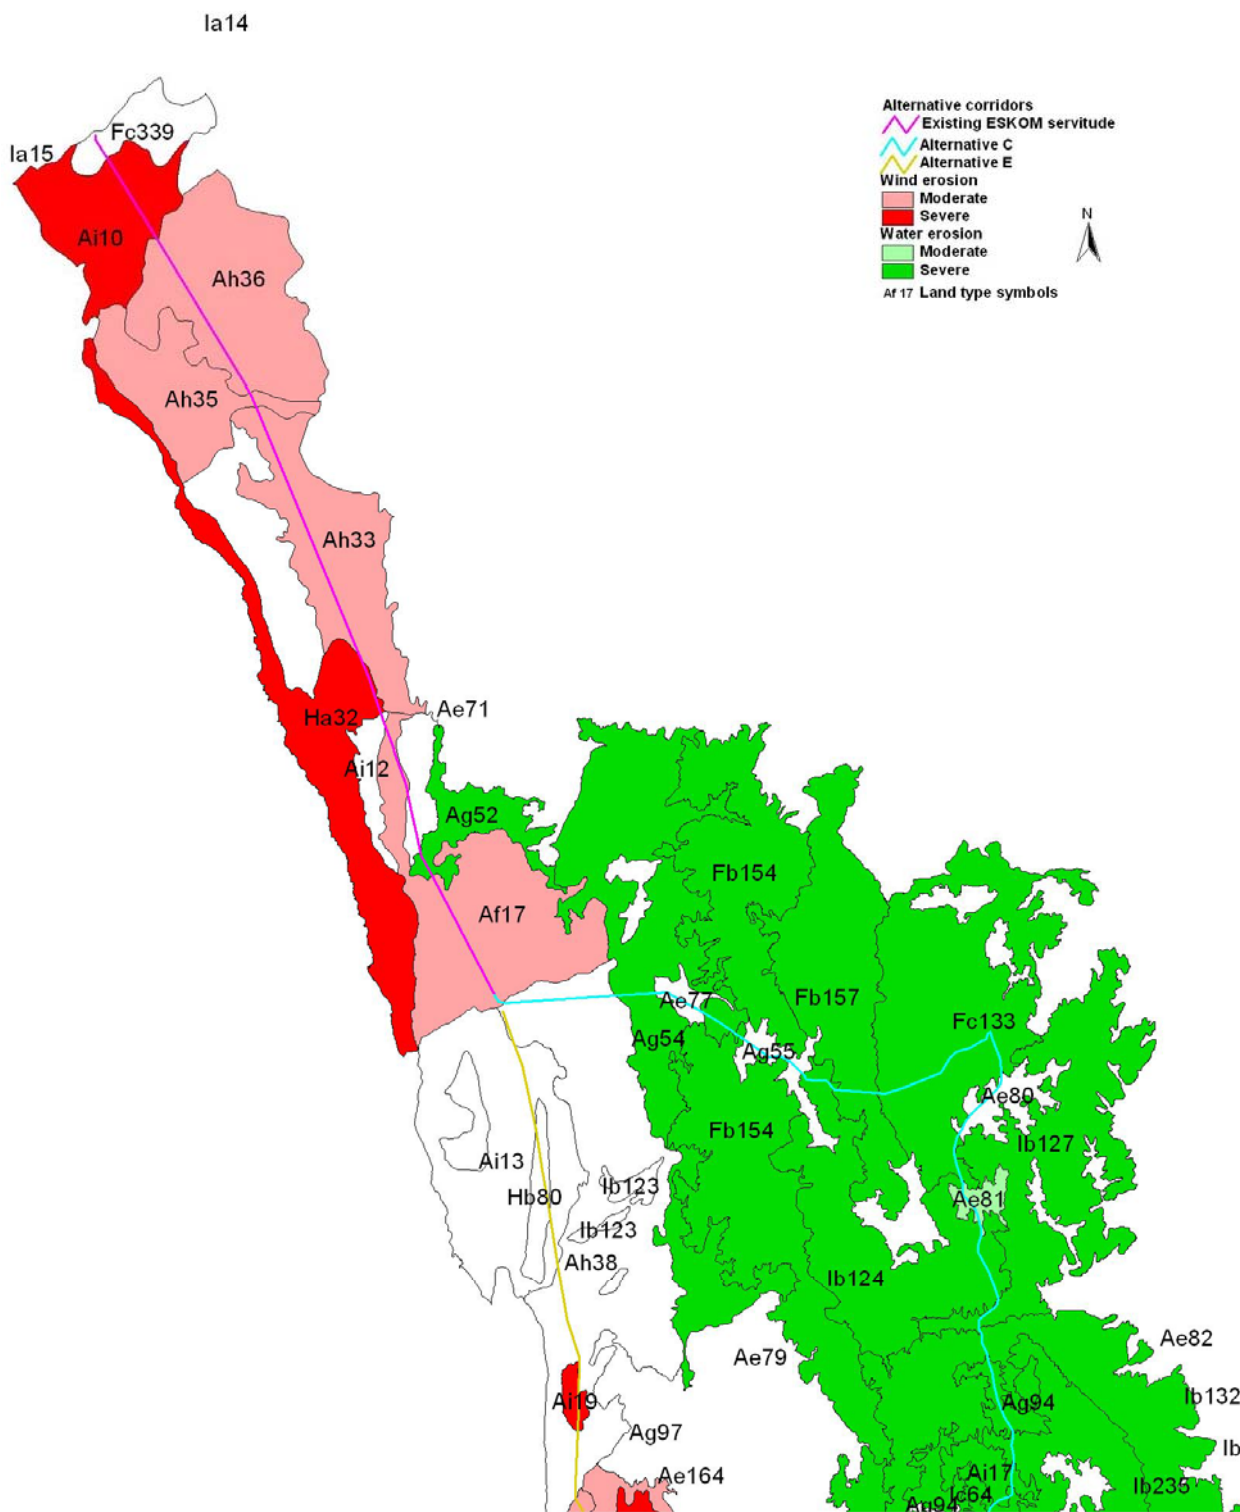 Ia14
Alternative corridors
Existing ESKOM servitude
Alternative C
Alternative E
Wind erosion
Moderate
Severe
Water erosion
Moderate
Severe
Af 17 Land type symbols
N
Fc339
Ia15
Ai10
Ah36
Ah35
Ah33
Ha32
Ae71
Ai12
Ag52
Fb154
Af17
Ae77
Fb157
Fc133
Ag54
Ag55
Ae80
Fb154
Ib127
Ai13
Hb80
Ib123
Ae81
Ib123
Ah38
Ib124
Ae79
Ae82
Ai19
Ag94
Ib132
Ag97
Ib
Ae164
Ai17
Ib235
Ic64
Ag94